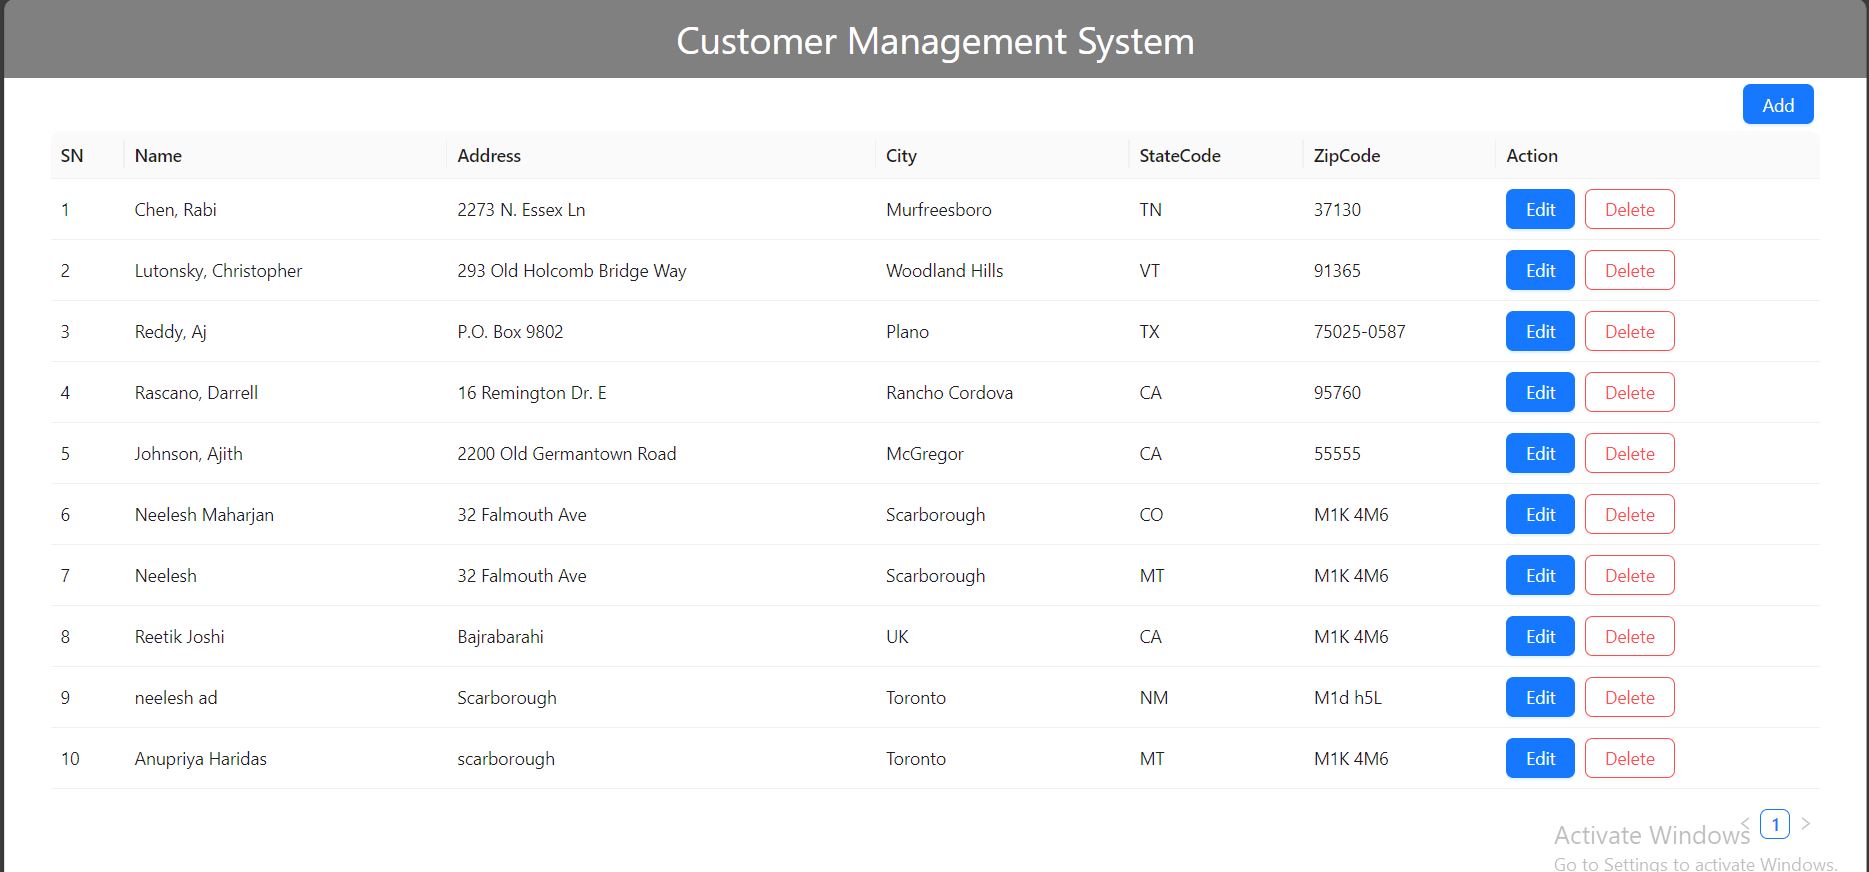 Customer Management System
Add
SN Name Address City StateCode ZipCode Action
1 Chen, Rabi 2273 N. Essex Ln Murfreesboro TN 37130 Edit Delete
2 Lutonsky, Christopher 293 Old Holcomb Bridge Way Woodland Hills VT 91365 Edit Delete
3 Reddy, Aj P.O. Box 9802 Plano TX 75025-0587 Edit Delete
4 Rascano, Darrell 16 Remington Dr. E Rancho Cordova CA 95760 Edit Delete
5 Johnson, Ajith 2200 Old Germantown Road McGregor CA 55555 Edit Delete
6 Neelesh Maharjan 32 Falmouth Ave Scarborough CO M1K 4M6 Edit Delete
7 Neelesh 32 Falmouth Ave Scarborough MT M1K 4M6 Edit Delete
8 Reetik Joshi Bajrabarahi UK CA M1K 4M6 Edit Delete
9 neelesh ad Scarborough Toronto NM M1d h5L Edit Delete
10 Anupriya Haridas scarborough Toronto MT M1K 4M6 Edit Delete
< 1 >
Activate Windows
Go to Settings to activate Windows.